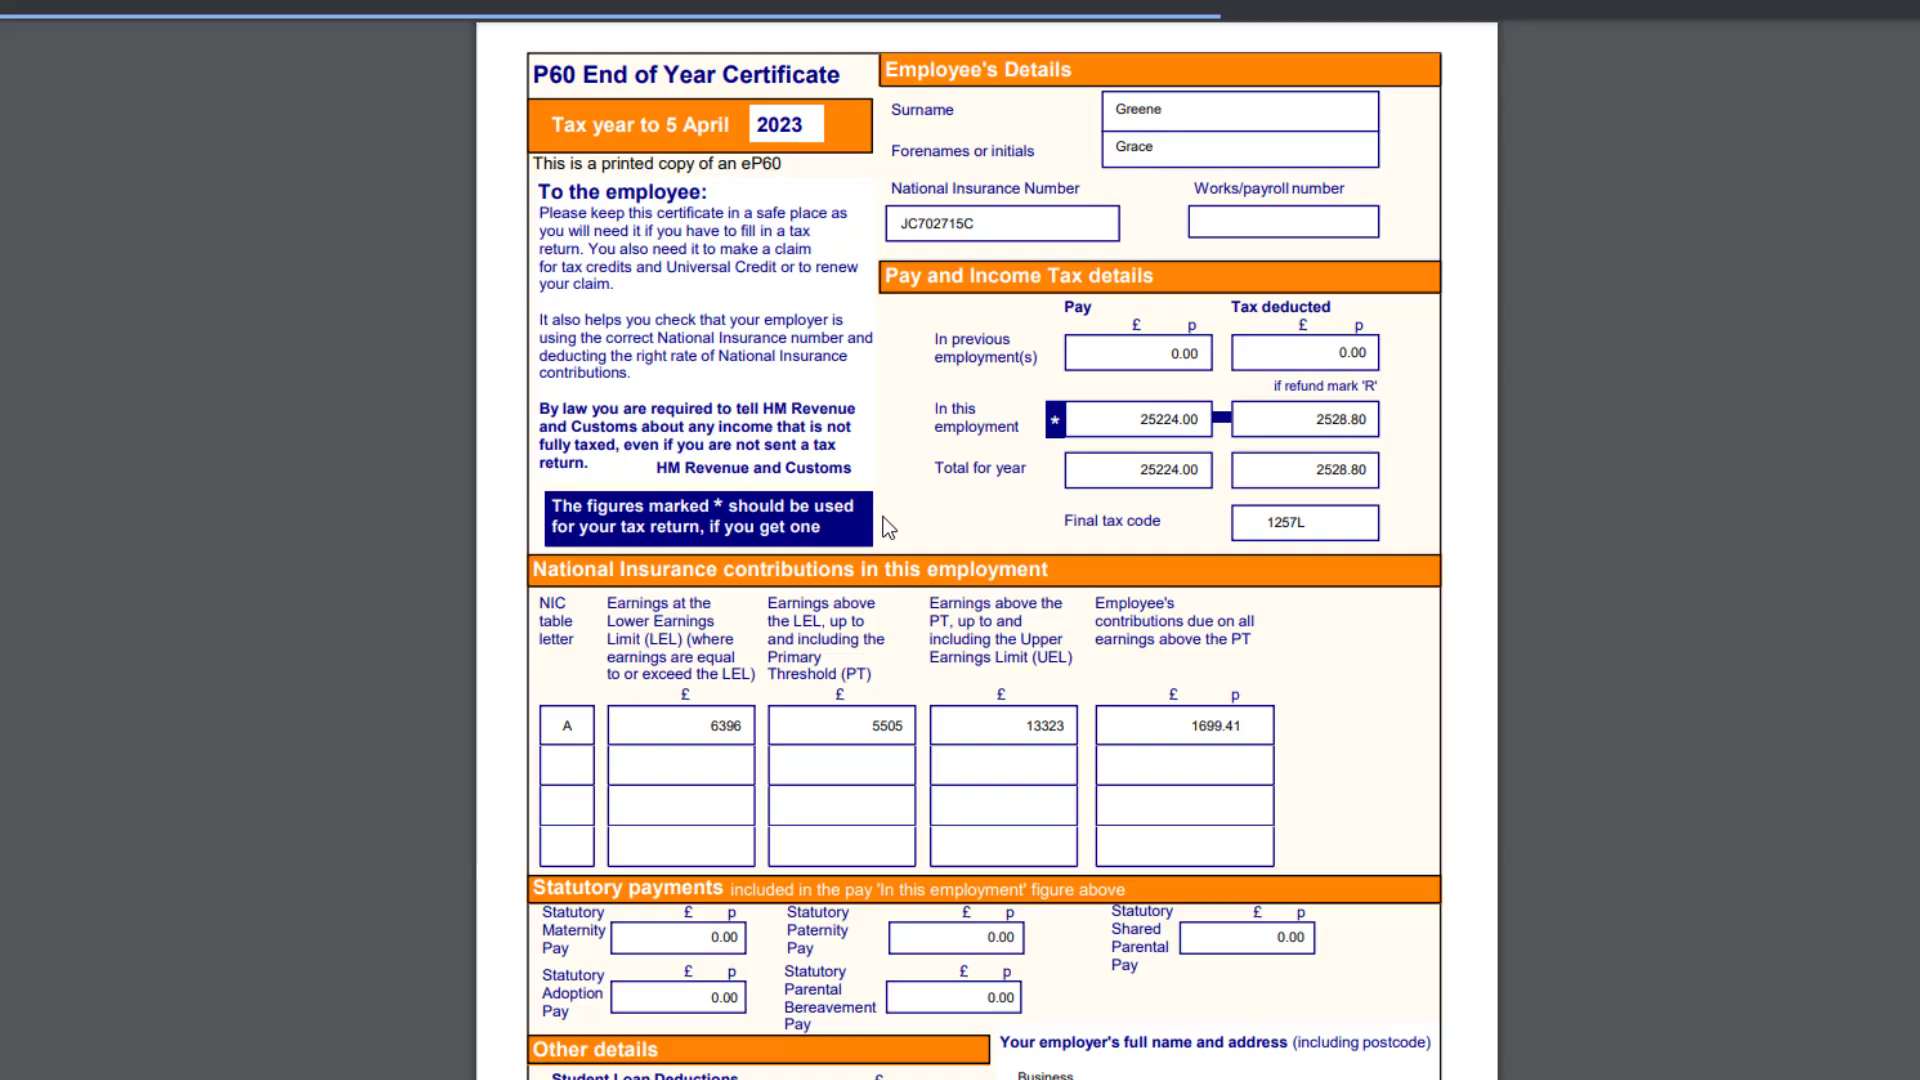 P60 End of Year Certificate
Tax year to 5 April 2023
This is a printed copy of an eP60
To the employee:
Please keep this certificate in a safe place as
you will need it if you have to fill in a tax
return. You also need it to make a claim
for tax credits and Universal Credit or to renew
your claim.
It also helps you check that your employer is
using the correct National Insurance number and
deducting the right rate of National Insurance
contributions.
By law you are required to tell HM Revenue
and Customs about any income that is not
fully taxed, even if you are not sent a tax
return. HM Revenue and Customs
The figures marked * should be used
for your tax return, if you get one
Employee's Details
Surname Greene
Forenames or initials Grace
National Insurance Number Works/payroll number
JC702715C
Pay and Income Tax details
Pay Tax deducted
£ p £ p
In previous
employment(s) 0.00 0.00
if refund mark 'R'
In this
employment * 25224.00 2528.80
Total for year 25224.00 2528.80
Final tax code 1257L
National Insurance contributions in this employment
NIC
table
letter
Earnings at the
Lower Earnings
Limit (LEL) (where
earnings are equal
to or exceed the LEL)
£
Earnings above
the LEL, up to
and including the
Primary
Threshold (PT)
£
Earnings above the
PT, up to and
including the Upper
Earnings Limit (UEL)
£
Employee's
contributions due on all
earnings above the PT
£ p
A 6396 5505 13323 1699.41
Statutory payments included in the pay 'In this employment' figure above
Statutory
Maternity
Pay
£ p
0.00
Statutory
Paternity
Pay
£ p
0.00
Statutory
Shared
Parental
Pay
£ p
0.00
Statutory
Adoption
Pay
£ p
0.00
Statutory
Parental
Bereavement
Pay
£ p
0.00
Other details
Student Loan Deductions £
Your employer's full name and address (including postcode)
Business